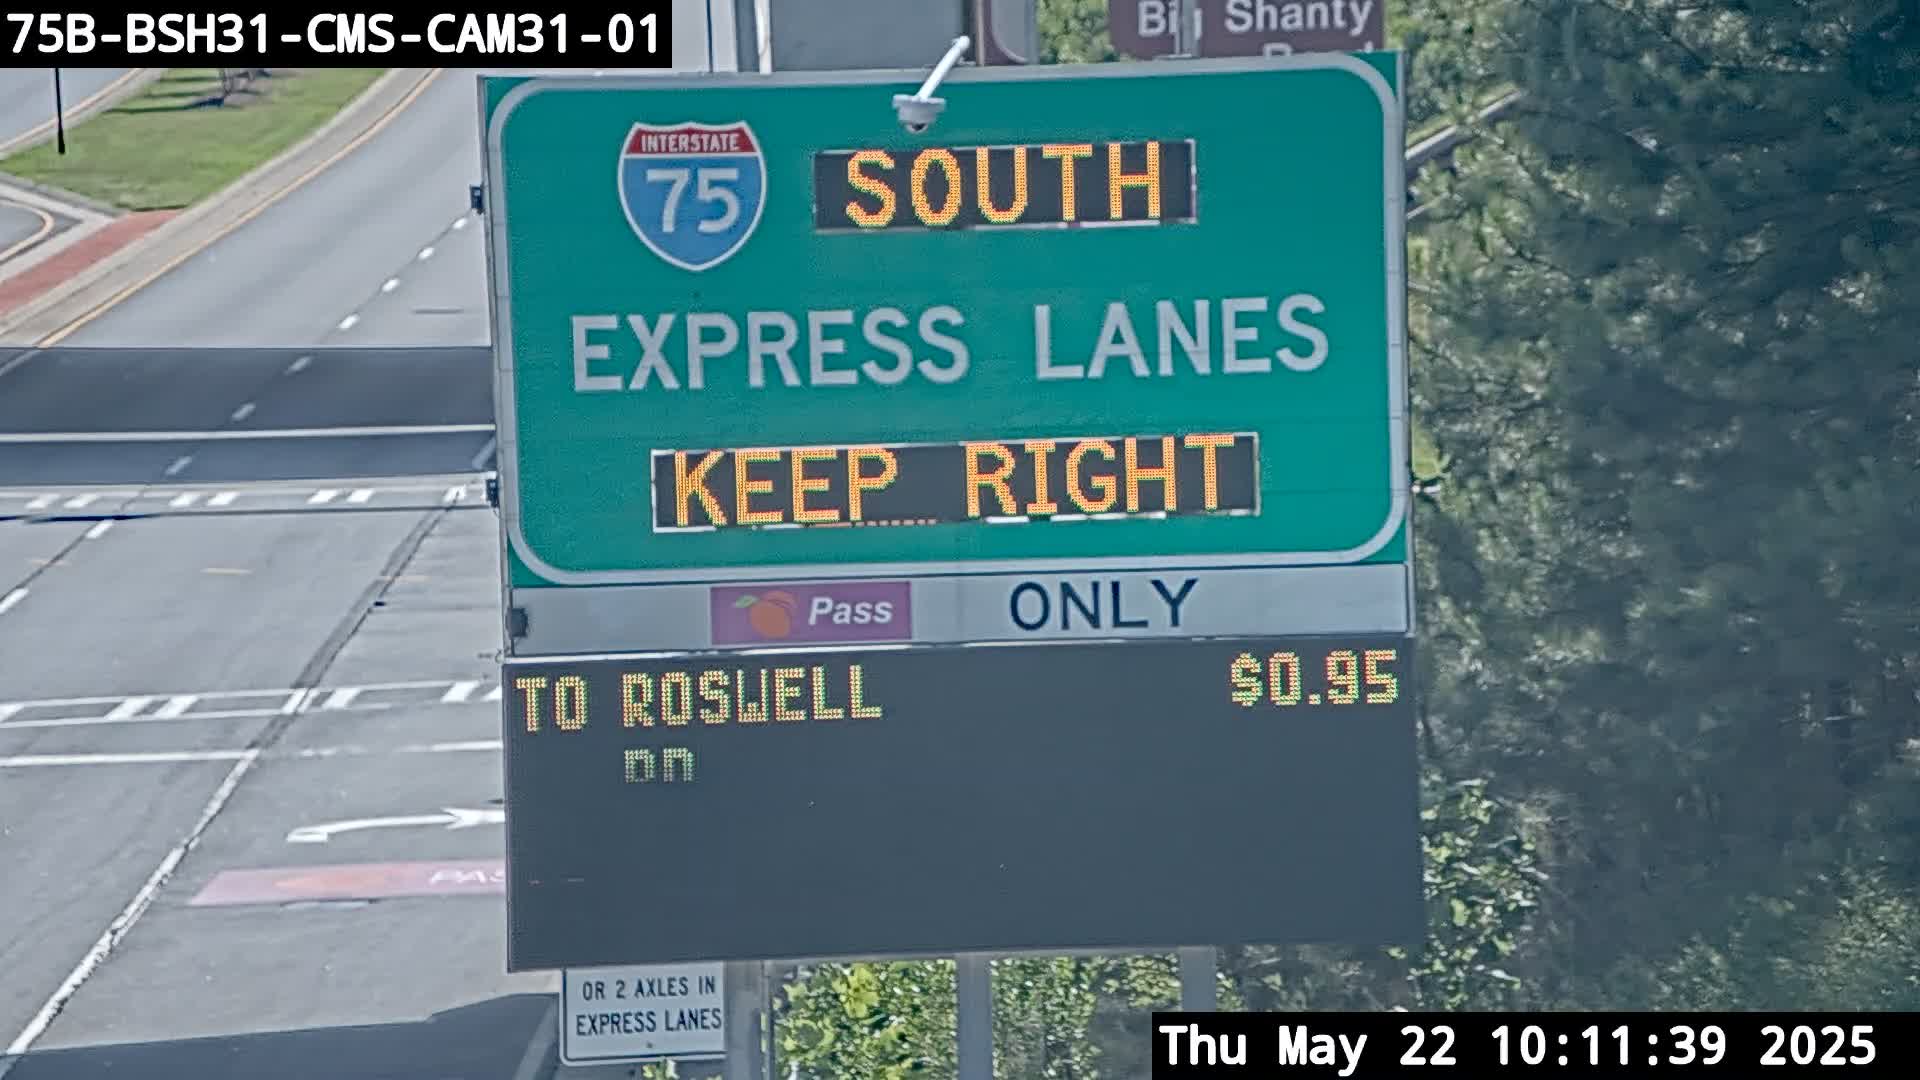 75B-BSH31-CMS-CAM31-01
Big Shanty
INTERSTATE
75
SOUTH
EXPRESS LANES
KEEP RIGHT
Pass ONLY
TO ROSWELL $0.95
OR 2 AXLES IN
EXPRESS LANES
Thu May 22 10:11:39 2025